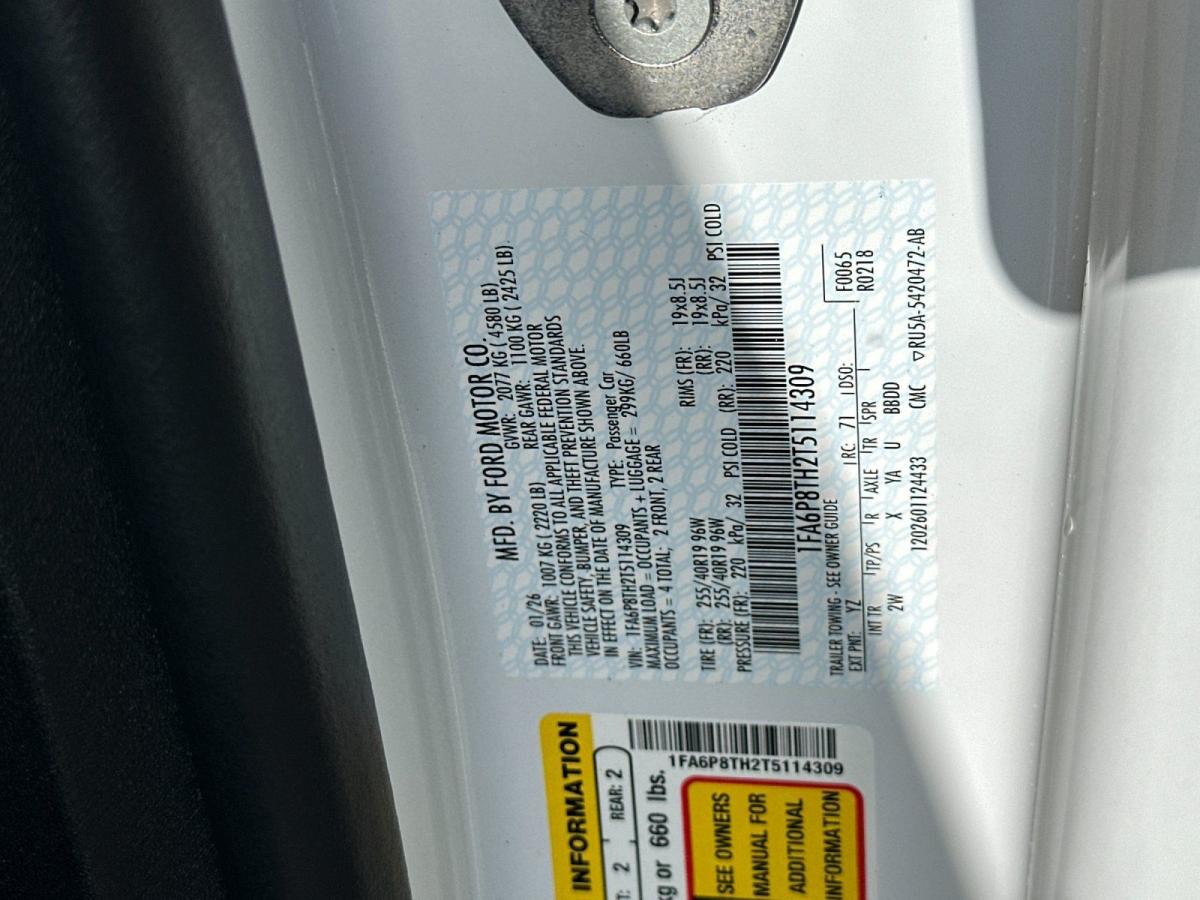 MFD. BY FORD MOTOR CO.
DATE: 01/26 GVWR: 2077 KG ( 4580 LB)
FRONT GAWR: 1007 KG ( 2220 LB) REAR GAWR: 1100 KG ( 2425 LB).
THIS VEHICLE CONFORMS TO ALL APPLICABLE FEDERAL MOTOR
VEHICLE SAFETY, BUMPER, AND THEFT PREVENTION STANDARDS
IN EFFECT ON THE DATE OF MANUFACTURE SHOWN ABOVE.
VIN: 1FA6P8TH2T5114309 TYPE: Passenger Car
MAXIMUM LOAD = OCCUPANTS + LUGGAGE = 299KG/ 660LB
OCCUPANTS = 4 TOTAL; 2 FRONT, 2 REAR
TIRE (FR): 255/40R19 96W RIMS (FR): 19x8.5J
(RR): 255/40R19 96W (RR): 19x8.5J
PRESSURE (FR): 220 kPa/ 32 PSI COLD (RR): 220 kPa/ 32 PSI COLD
1FA6P8TH2T5114309
TRAILER TOWING - SEE OWNER GUIDE
EXT PNT: YZ RC: 71 DSO: F0065
R0218
INT TR TP/PS R AXLE TR SPR
2W X YA U BBDD
1202601124433 CMC ▽RU5A-5420472-AB
INFORMATION
T: 2 REAR: 2
kg or 660 lbs.
1FA6P8TH2T5114309
SEE OWNERS
MANUAL FOR
ADDITIONAL
INFORMATION